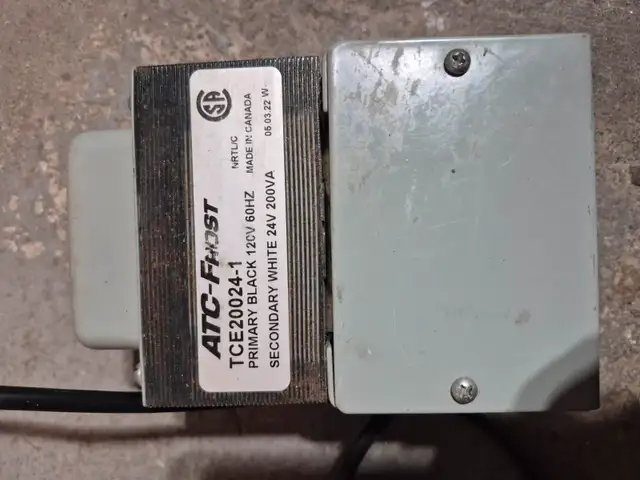 ATC-FROST
TCE20024-1
PRIMARY BLACK 120V 60HZ
SECONDARY WHITE 24V 200VA
NRTL/C
MADE IN CANADA
05.03.22 W